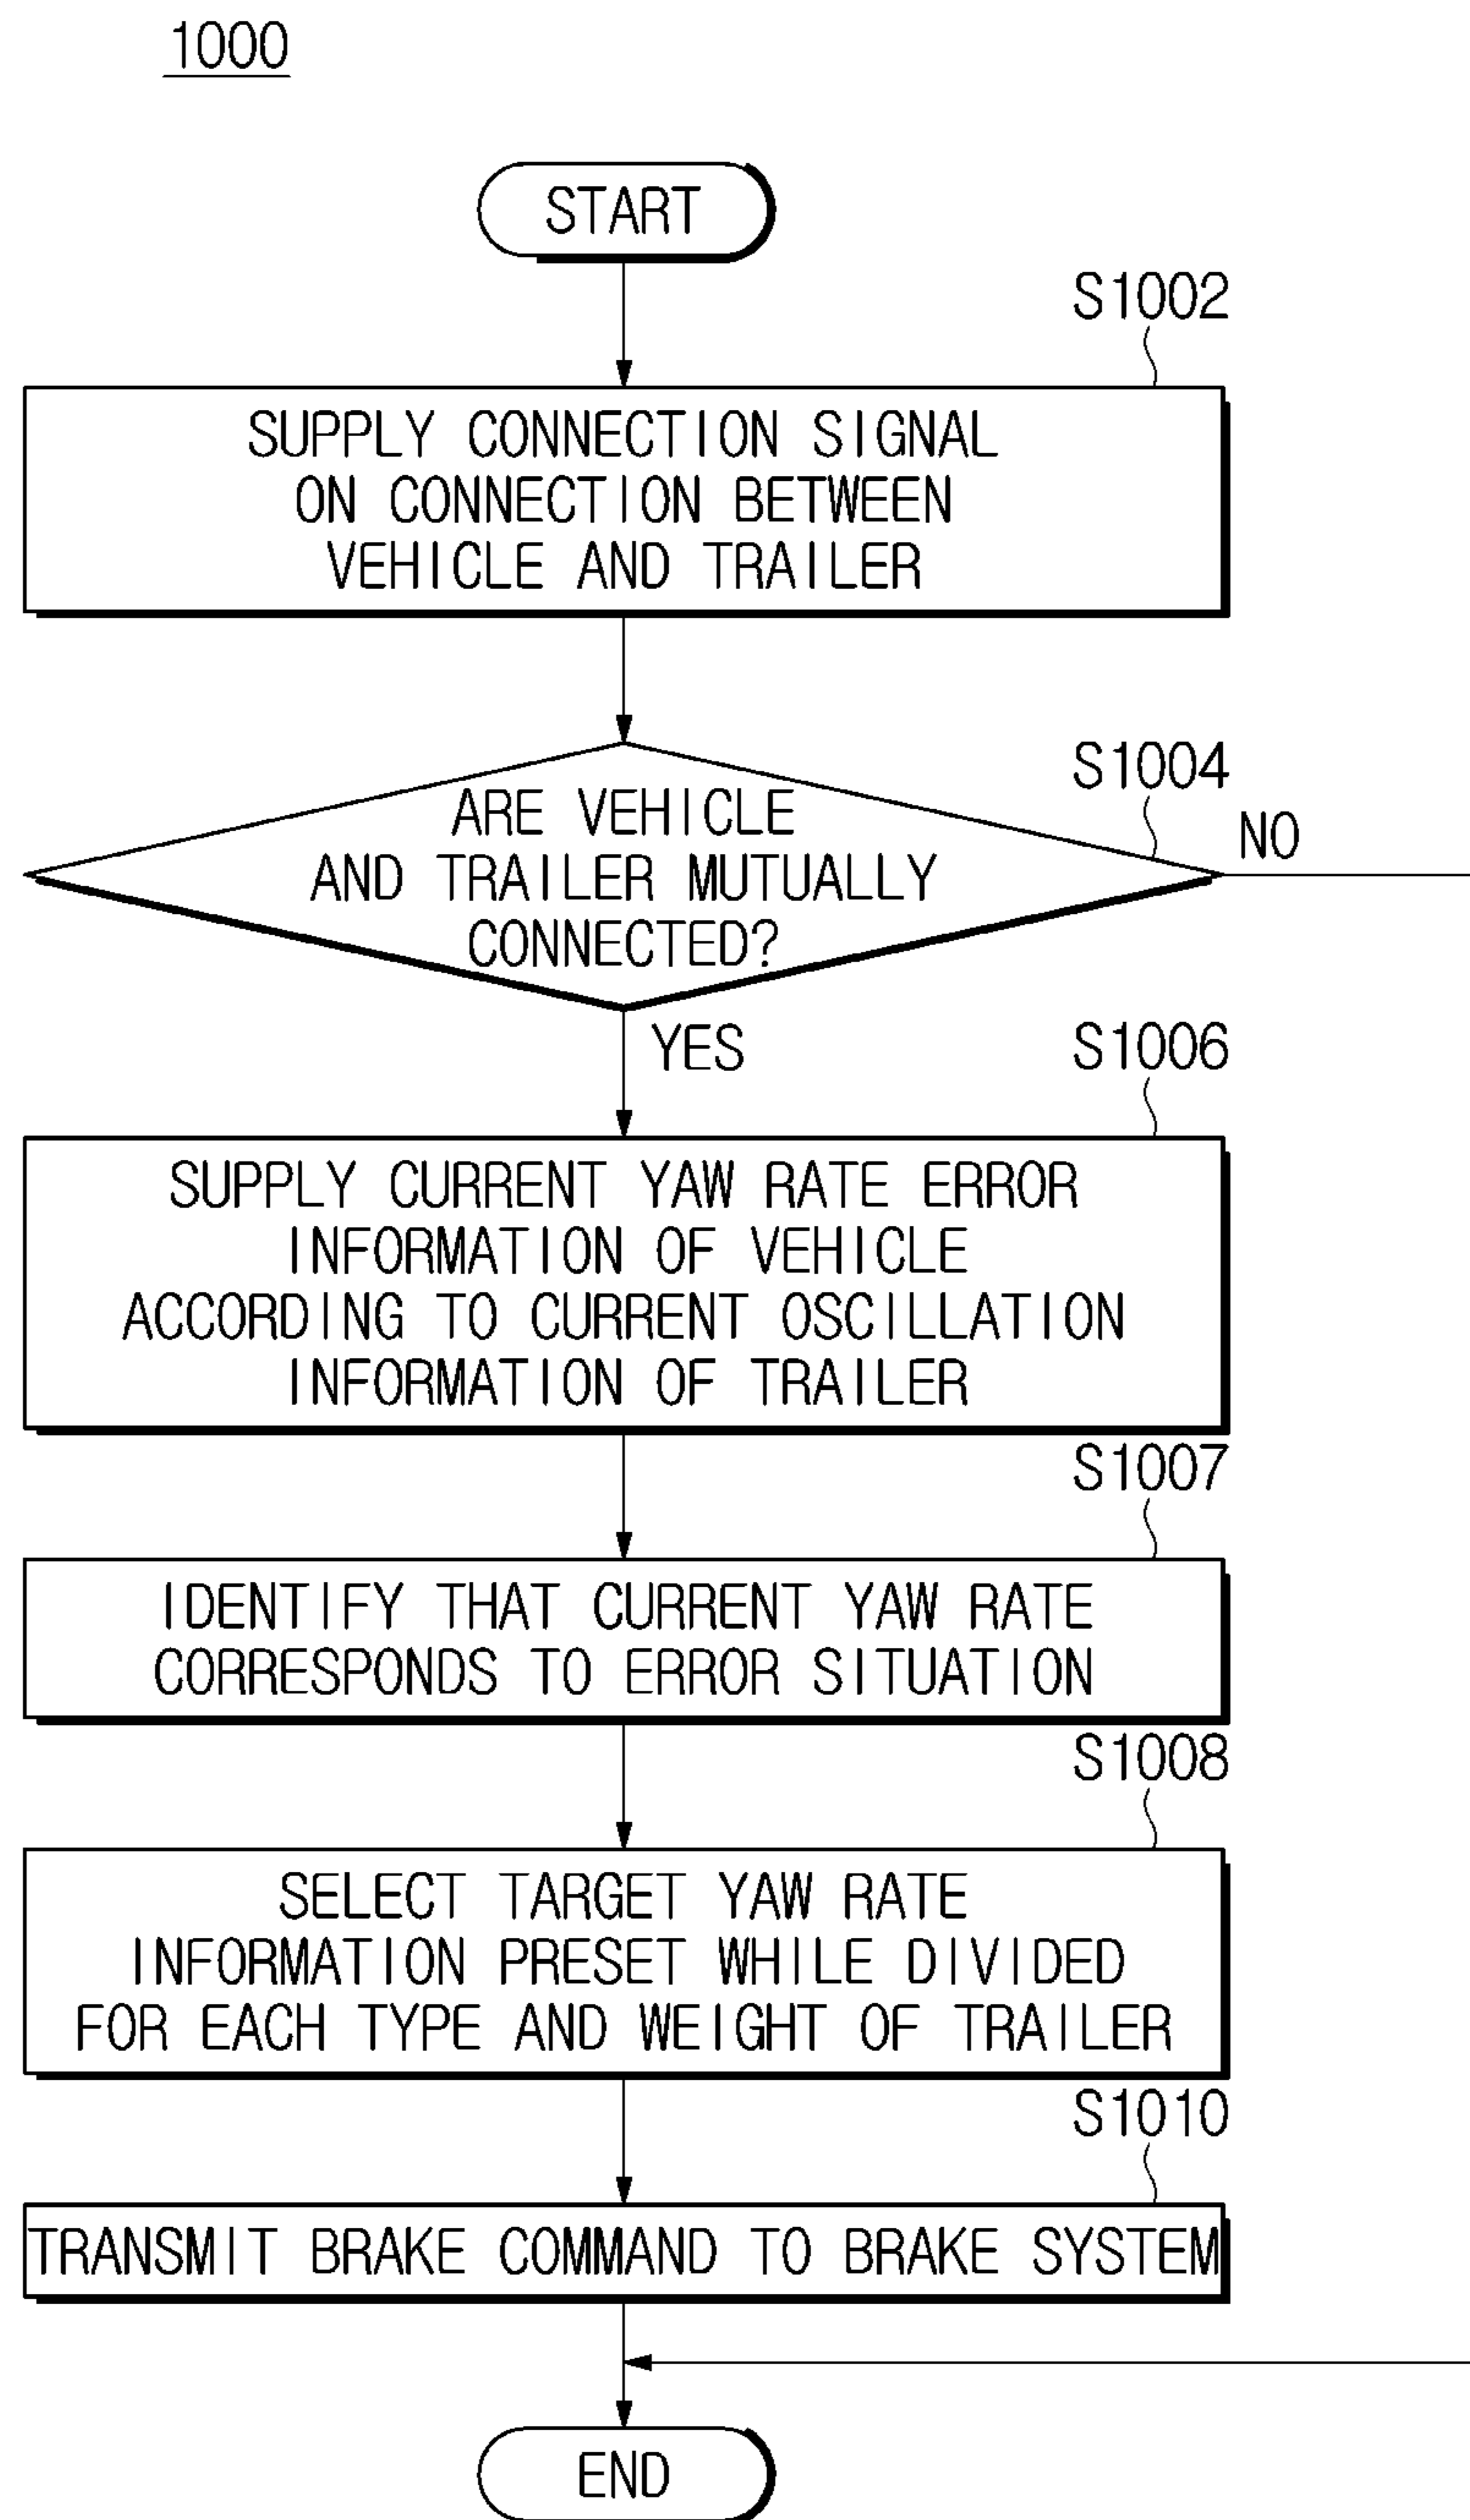 1000
START
S1002
SUPPLY CONNECTION SIGNAL
ON CONNECTION BETWEEN
VEHICLE AND TRAILER
S1004
ARE VEHICLE
AND TRAILER MUTUALLY
CONNECTED?
NO
YES
S1006
SUPPLY CURRENT YAW RATE ERROR
INFORMATION OF VEHICLE
ACCORDING TO CURRENT OSCILLATION
INFORMATION OF TRAILER
S1007
IDENTIFY THAT CURRENT YAW RATE
CORRESPONDS TO ERROR SITUATION
S1008
SELECT TARGET YAW RATE
INFORMATION PRESET WHILE DIVIDED
FOR EACH TYPE AND WEIGHT OF TRAILER
S1010
TRANSMIT BRAKE COMMAND TO BRAKE SYSTEM
END